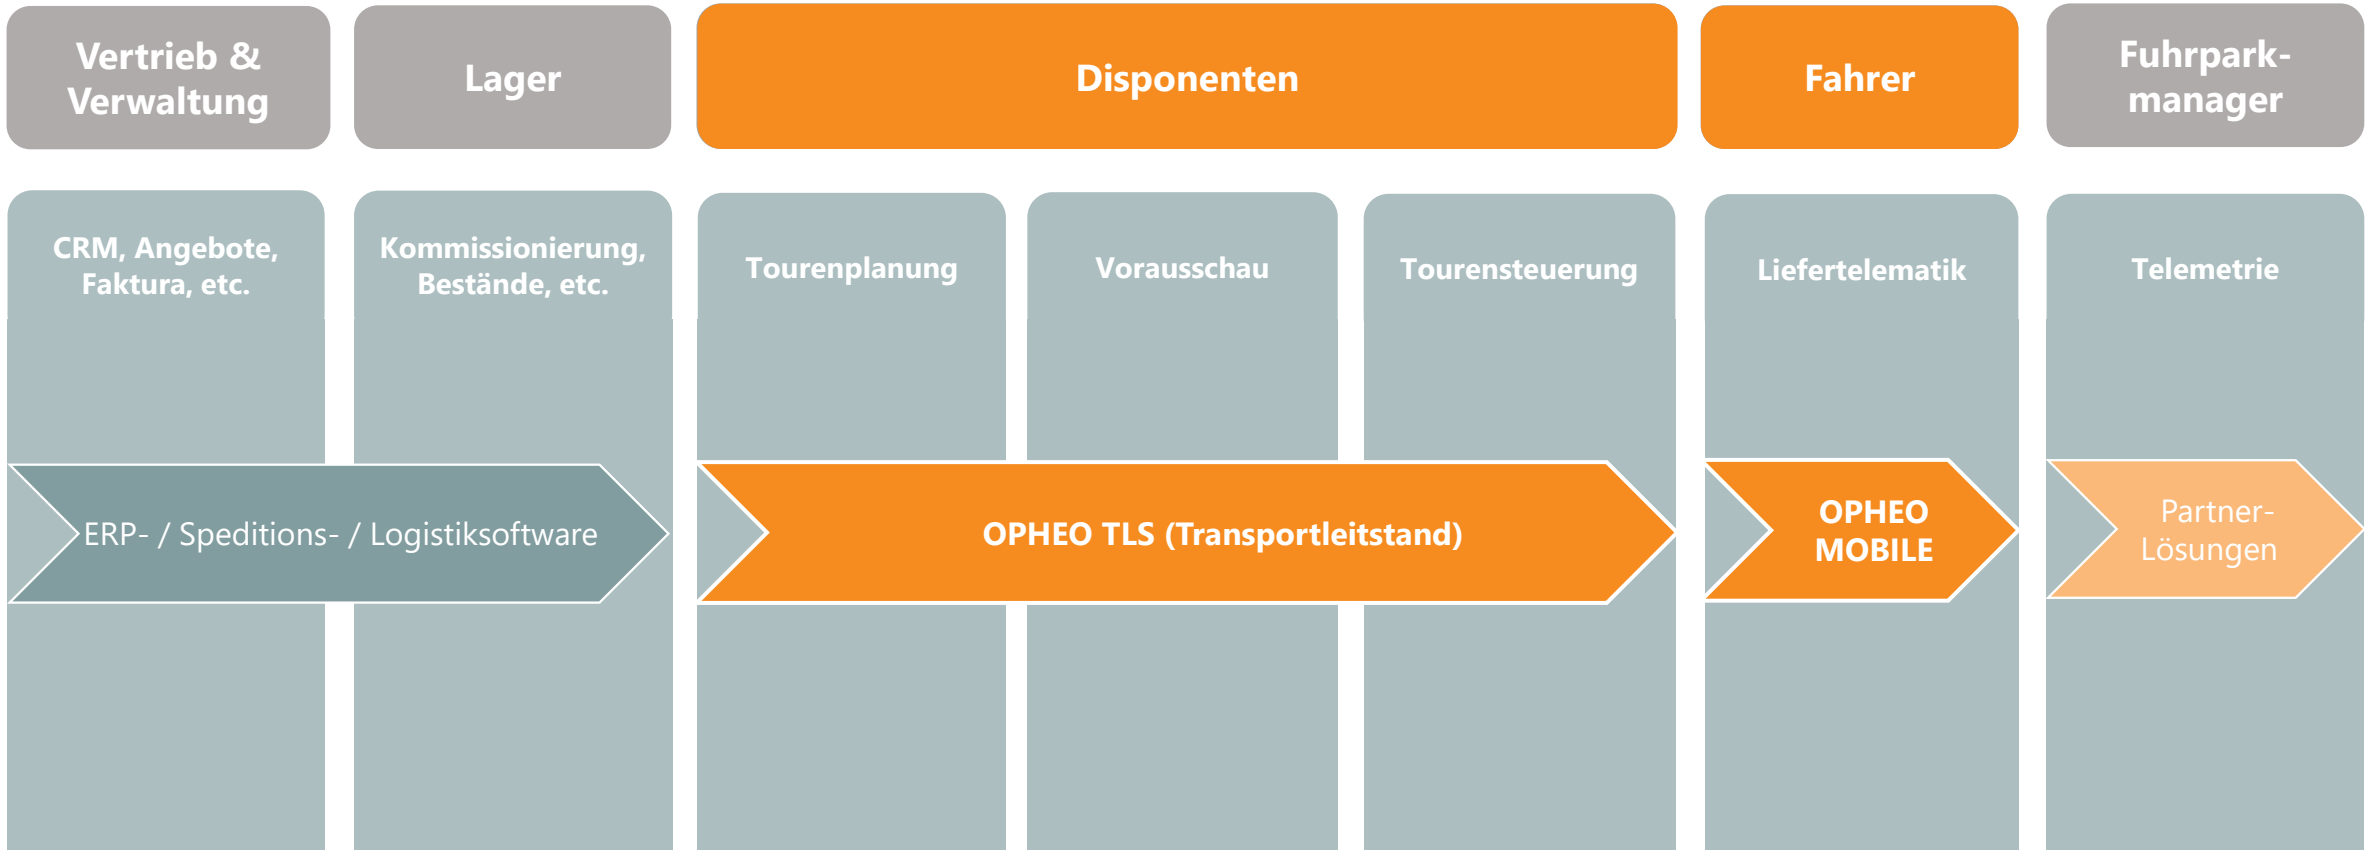 Vertrieb &
Verwaltung
Lager
Disponenten
Fahrer
Fuhrpark-
manager
CRM, Angebote,
Faktura, etc.
Kommissionierung,
Bestände, etc.
Tourenplanung
Vorausschau
Tourensteuerung
Liefertelematik
Telemetrie
ERP- / Speditions- / Logistiksoftware
OPHEO TLS (Transportleitstand)
OPHEO
MOBILE
Partner-
Lösungen